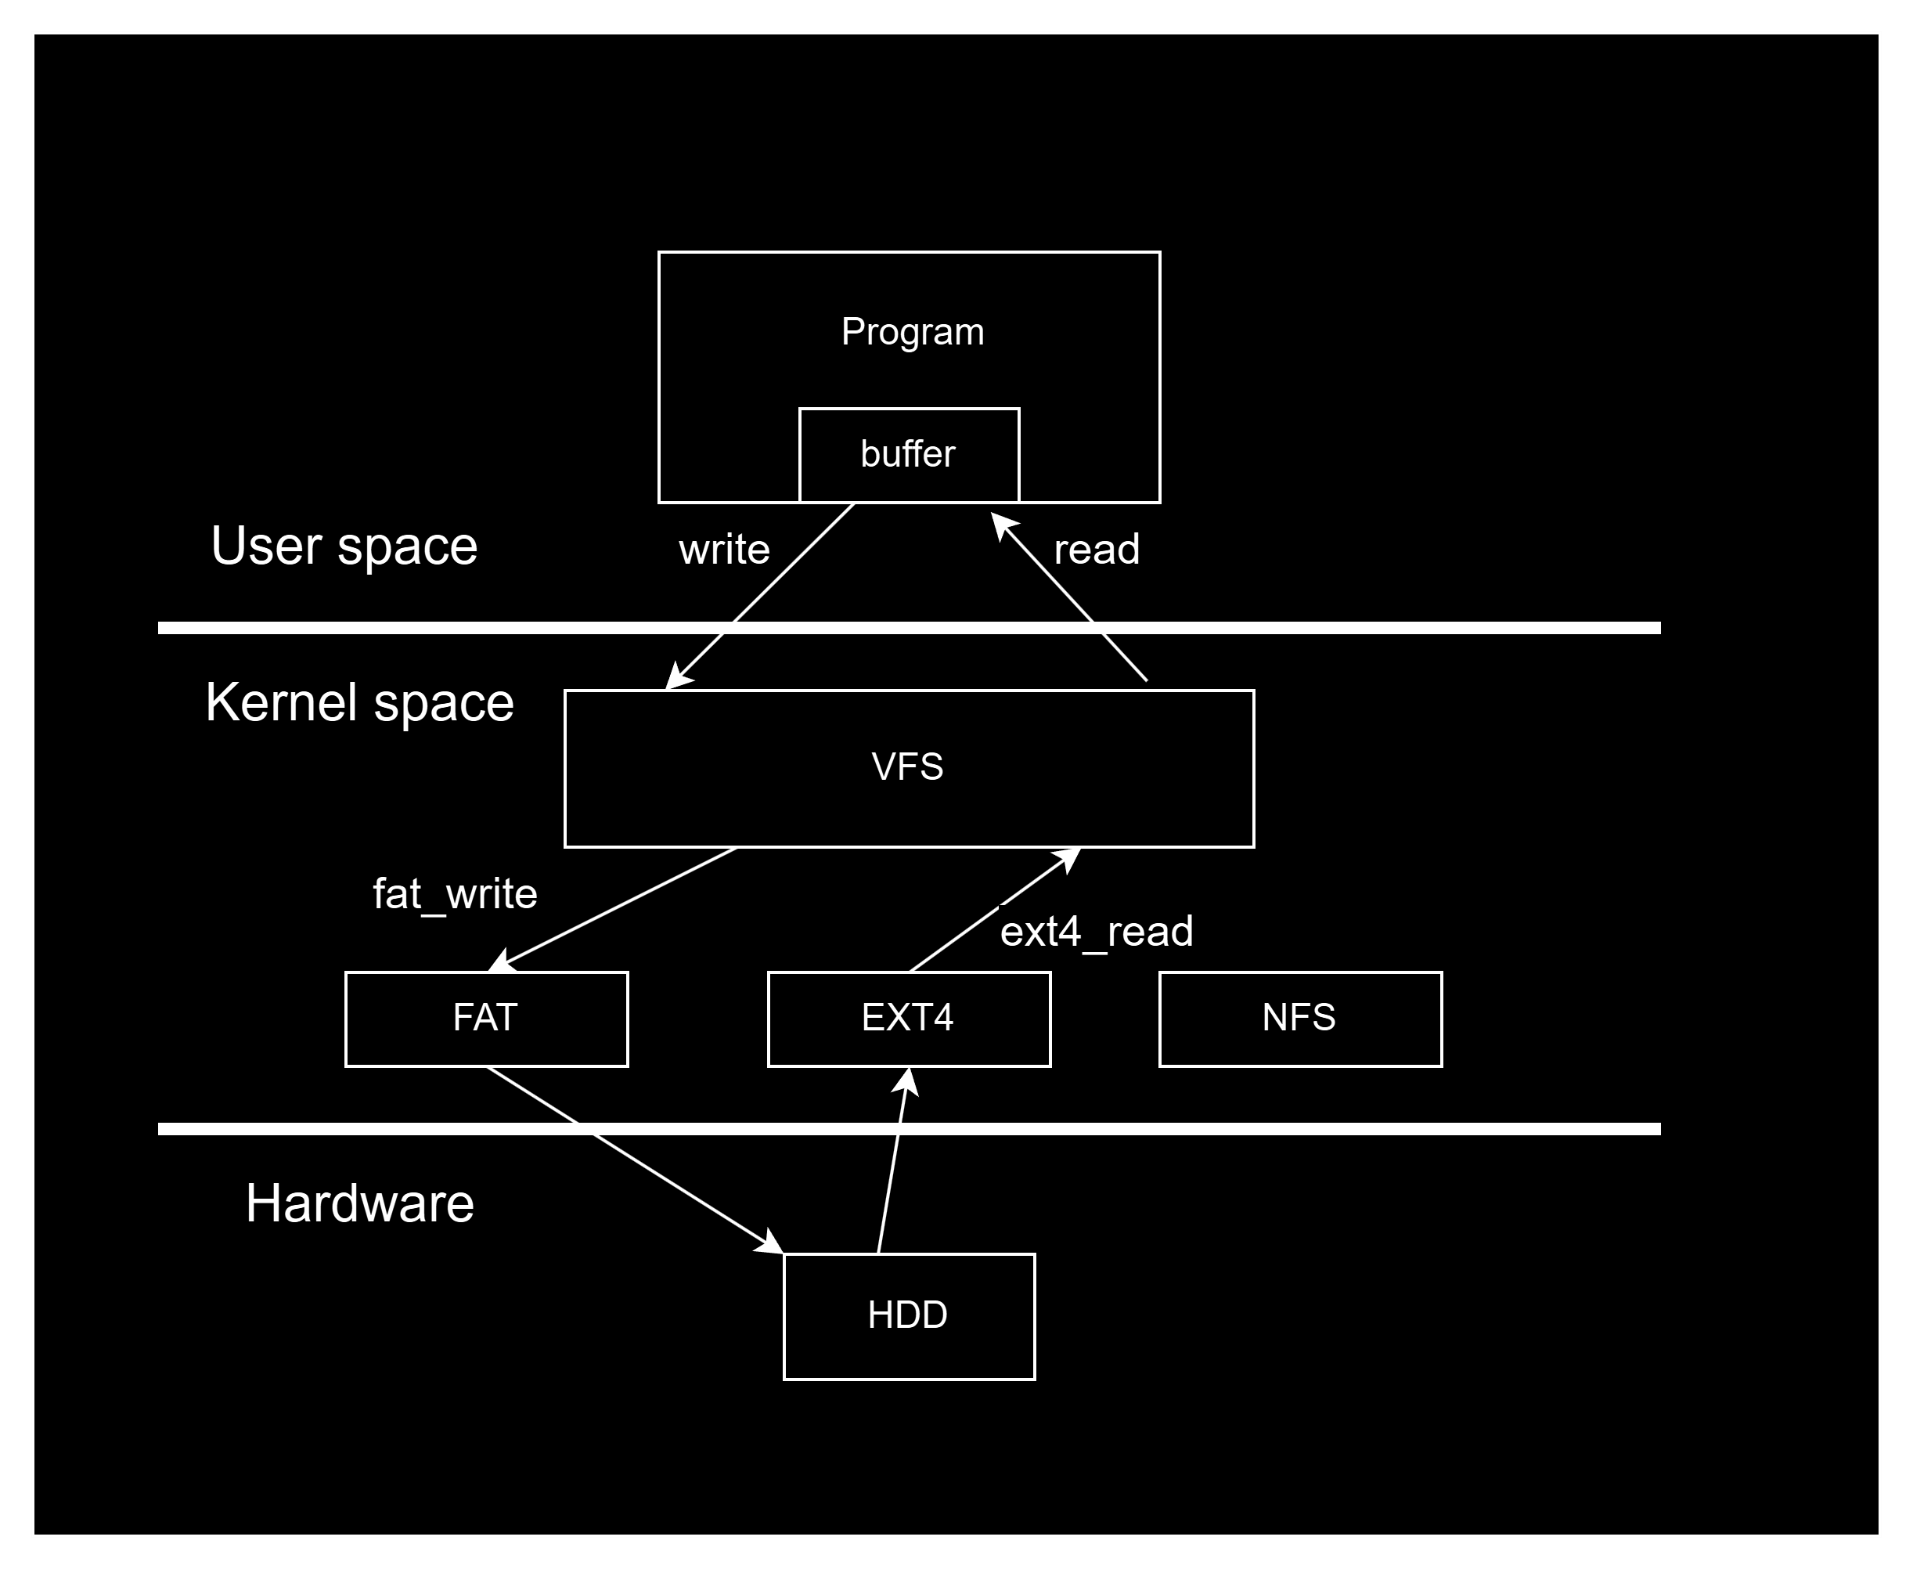 Program
buffer
User space
write
read
Kernel space
VFS
fat_write
ext4_read
FAT
EXT4
NFS
Hardware
HDD